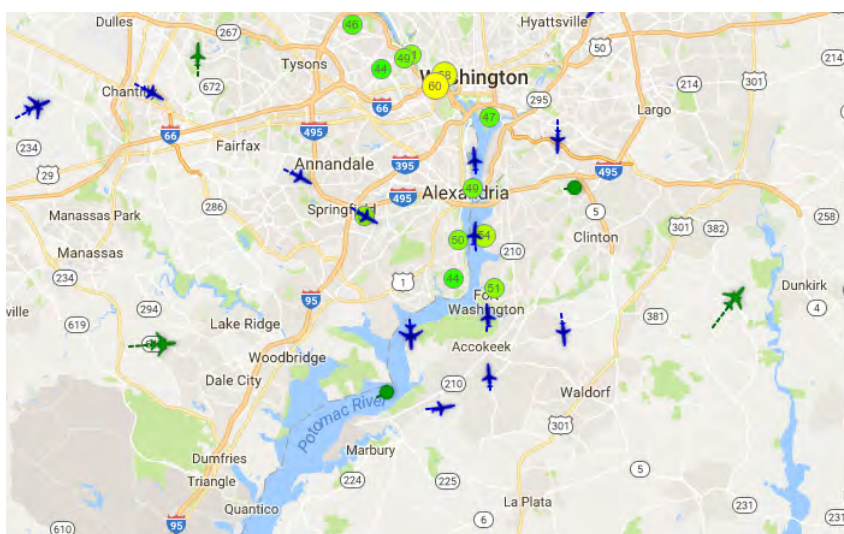 46
Hyattsville
Dulles
267
50
Tysons
49
1
214
301
44
Washington
58
60
672
Chantilly
295
214
66
Largo
47
66
495
234
Fairfax
29
Annandale
395
495
495
49
Alexandria
286
Springfield
5
Manassas Park
258
301
382
54
Clinton
50
210
Manassas
234
44
1
51
Dunkirk
Fort
Washington
95
294
ville
4
619
Lake Ridge
381
Accokeek
Woodbridge
Dale City
210
Waldorf
Potomac River
301
Marbury
Dumfries
5
Triangle
224
225
La Plata
231
Quantico
6
231
95
610